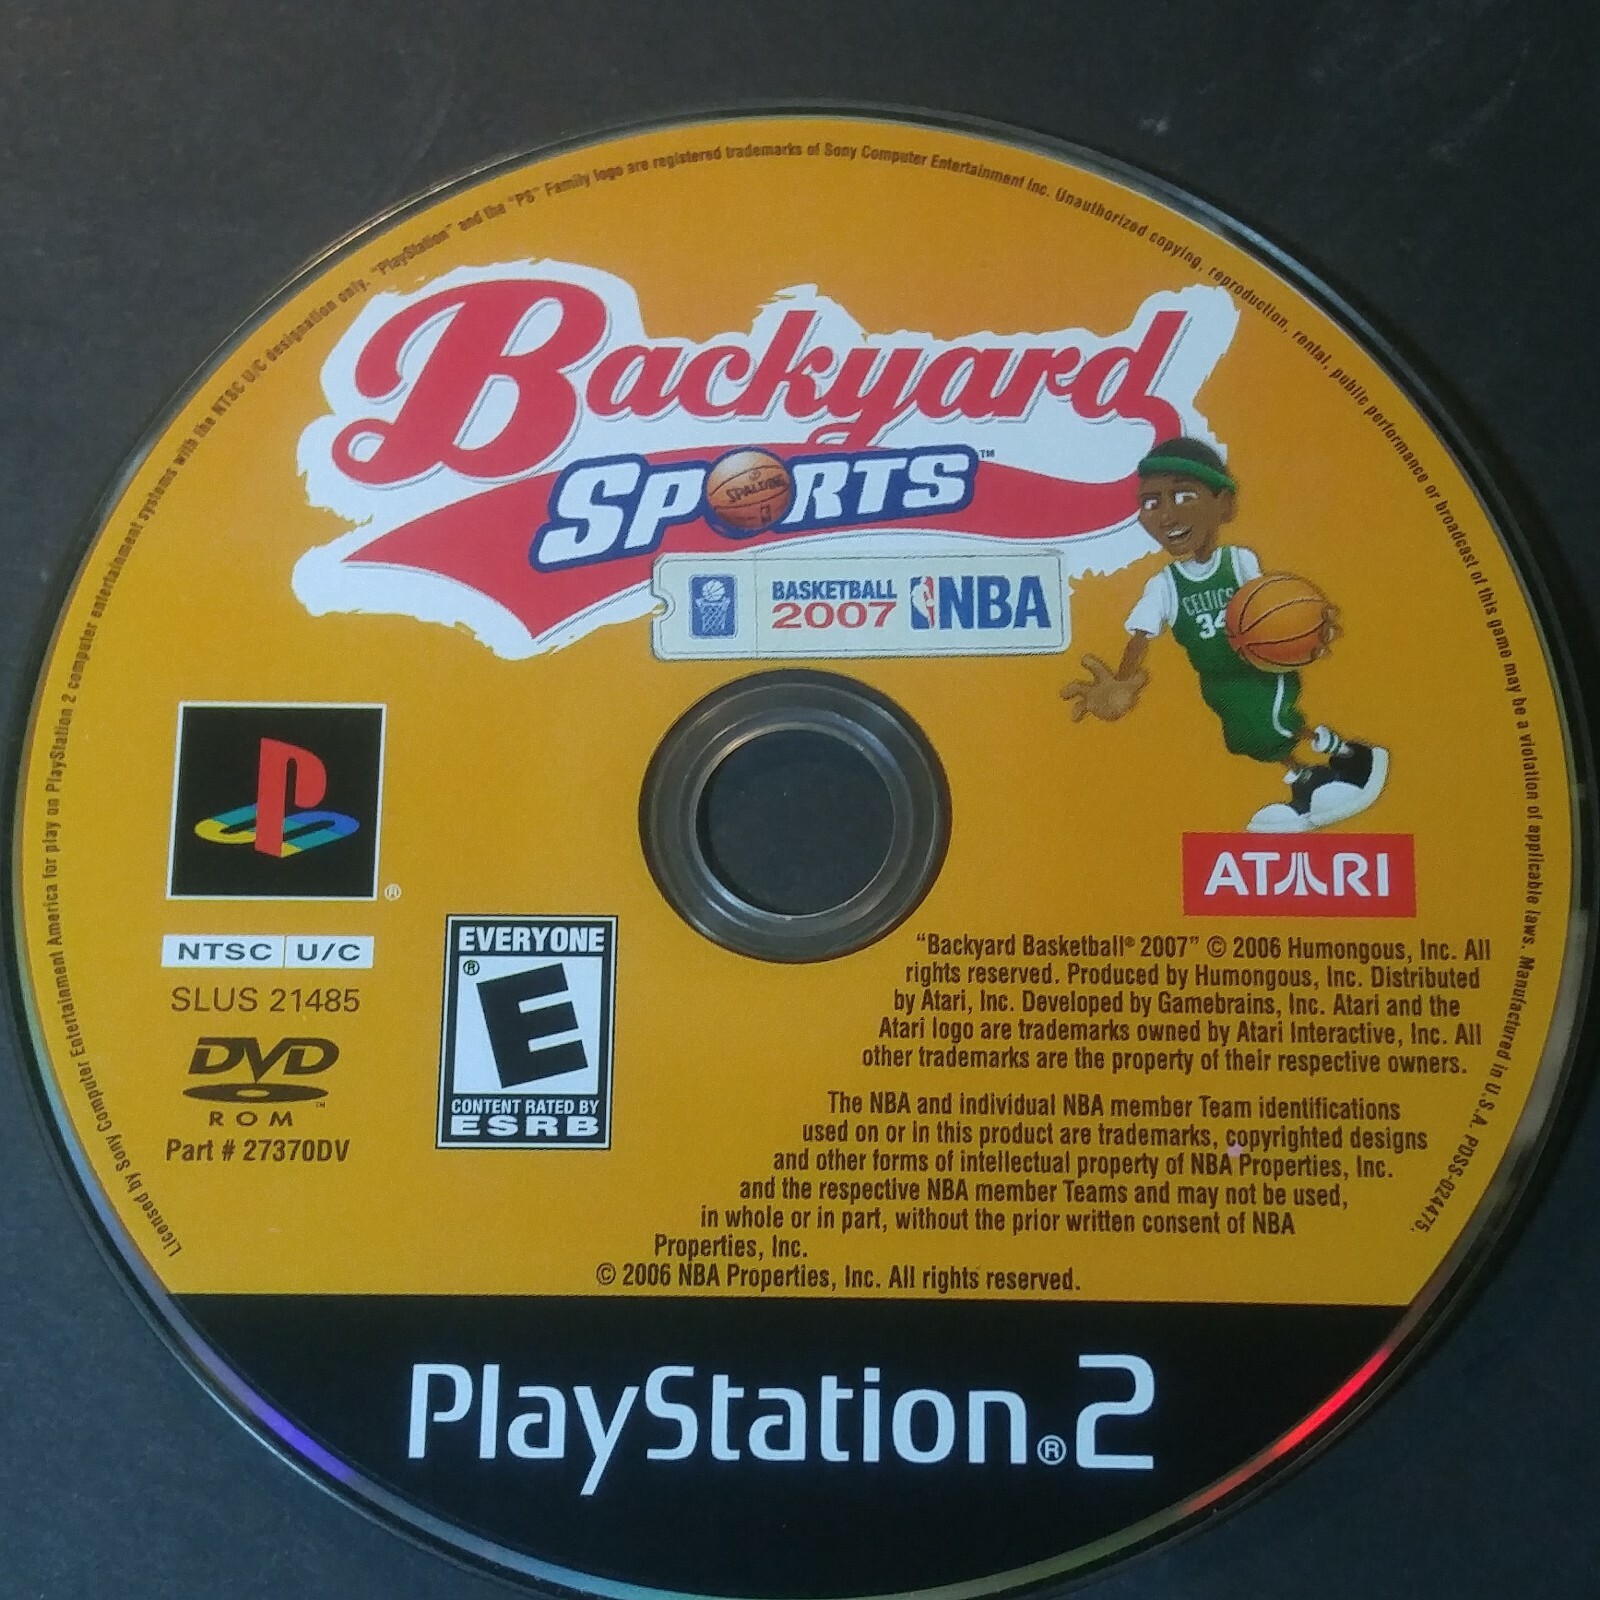 Licensed by Sony Computer Entertainment America for play on PlayStation 2 computer entertainment systems with the NTSC U/C designation only. "PlayStation" and the "PS" Family logo are registered trademarks of Sony Computer Entertainment Inc. Unauthorized copying, reproduction, rental, public performance or broadcast of this game may be a violation of applicable laws. Manufactured in U.S.A. PDSS-024475.
Backyard
SPORTS™
SPALDING
BASKETBALL
2007
NBA
CELTICS
34
ATARI
®
NTSC U/C
SLUS 21485
DVD
ROM™
Part # 27370DV
EVERYONE
®
E
CONTENT RATED BY
ESRB
"Backyard Basketball® 2007" © 2006 Humongous, Inc. All
rights reserved. Produced by Humongous, Inc. Distributed
by Atari, Inc. Developed by Gamebrains, Inc. Atari and the
Atari logo are trademarks owned by Atari Interactive, Inc. All
other trademarks are the property of their respective owners.
The NBA and individual NBA member Team identifications
used on or in this product are trademarks, copyrighted designs
and other forms of intellectual property of NBA Properties, Inc.
and the respective NBA member Teams and may not be used,
in whole or in part, without the prior written consent of NBA
Properties, Inc.
© 2006 NBA Properties, Inc. All rights reserved.
PlayStation®2